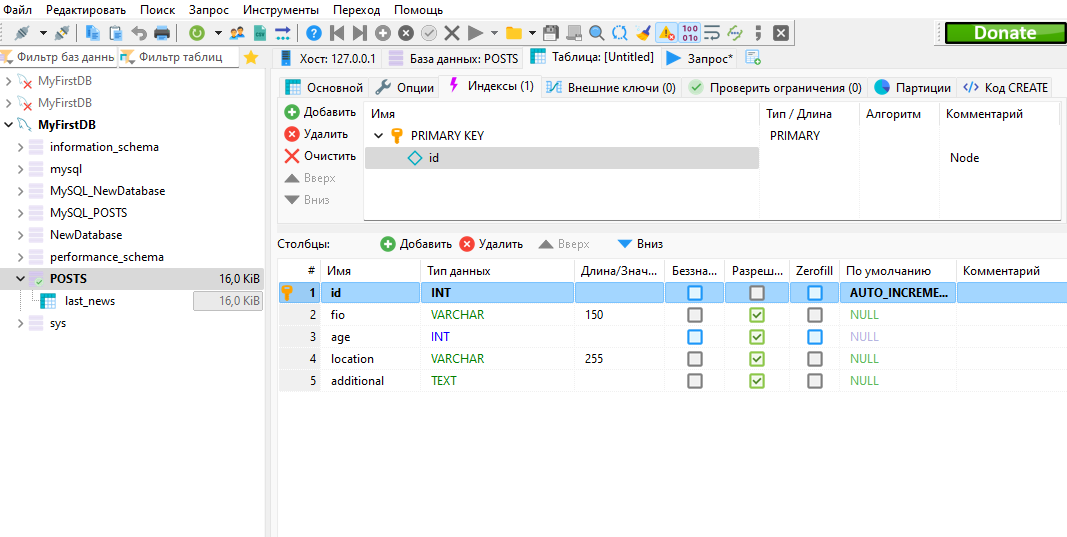 Файл Редактировать Поиск Запрос Инструменты Переход Помощь
Donate
Фильтр баз данны Фильтр таблиц
Хост: 127.0.0.1 База данных: POSTS Таблица: [Untitled] Запрос*
MyFirstDB
MyFirstDB
MyFirstDB
information_schema
mysql
MySQL_NewDatabase
MySQL_POSTS
NewDatabase
performance_schema
POSTS 16,0 KiB
last_news 16,0 KiB
sys
Основной Опции Индексы (1) Внешние ключи (0) Проверить ограничения (0) Партиции Код CREATE
Добавить
Удалить
Очистить
Вверх
Вниз
Имя Тип / Длина Алгоритм Комментарий
PRIMARY KEY PRIMARY
id Node
Столбцы: Добавить Удалить Вверх Вниз
# Имя Тип данных Длина/Знач... Беззна... Разреш... Zerofill По умолчанию Комментарий
1 id INT AUTO_INCREME...
2 fio VARCHAR 150 NULL
3 age INT NULL
4 location VARCHAR 255 NULL
5 additional TEXT NULL